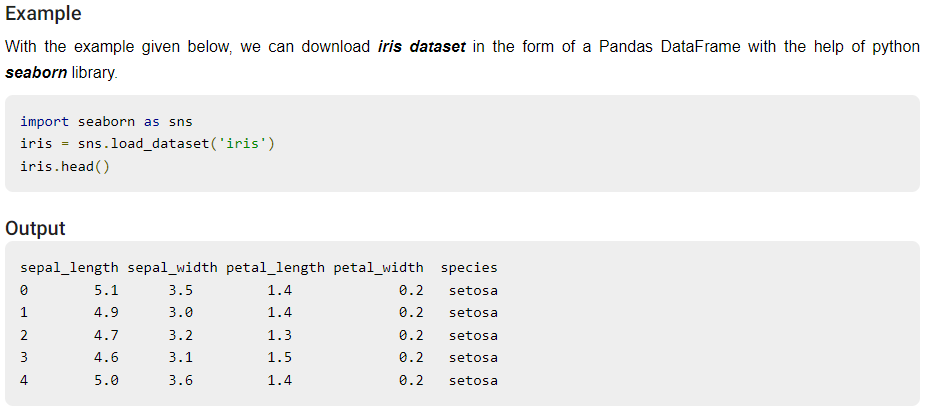 Example
With the example given below, we can download iris dataset in the form of a Pandas DataFrame with the help of python
seaborn library.
import seaborn as sns
iris = sns.load_dataset('iris')
iris.head()
Output
sepal_length sepal_width petal_length petal_width species
0 5.1 3.5 1.4 0.2 setosa
1 4.9 3.0 1.4 0.2 setosa
2 4.7 3.2 1.3 0.2 setosa
3 4.6 3.1 1.5 0.2 setosa
4 5.0 3.6 1.4 0.2 setosa